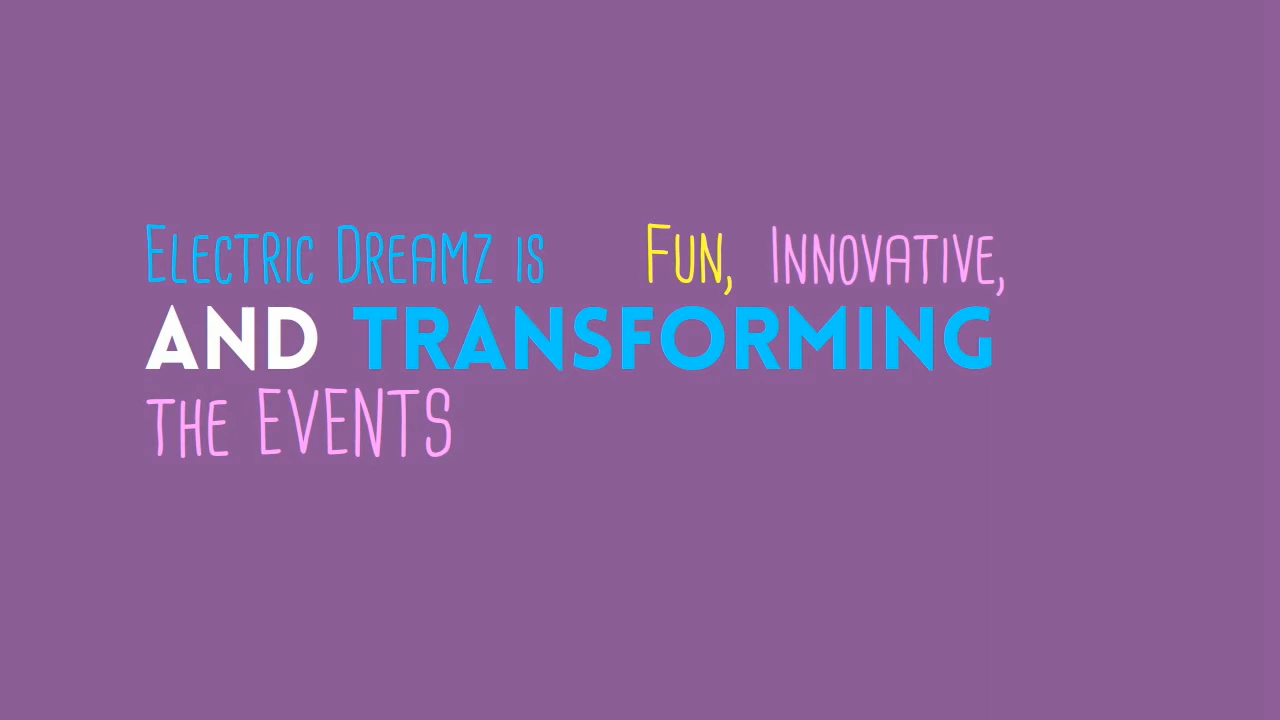 Electric Dreamz is Fun, Innovative,
AND TRANSFORMING
THE EVENTS